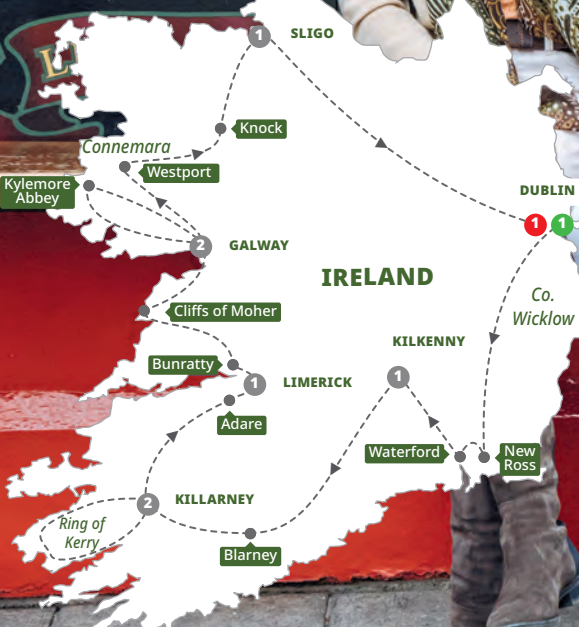 L
1
SLIGO
Knock
Connemara
Westport
Kylemore
Abbey
DUBLIN
1
1
2
GALWAY
IRELAND
Co.
Wicklow
Cliffs of Moher
KILKENNY
Bunratty
1
LIMERICK
1
Adare
Waterford
New
Ross
2
KILLARNEY
Ring of
Kerry
Blarney